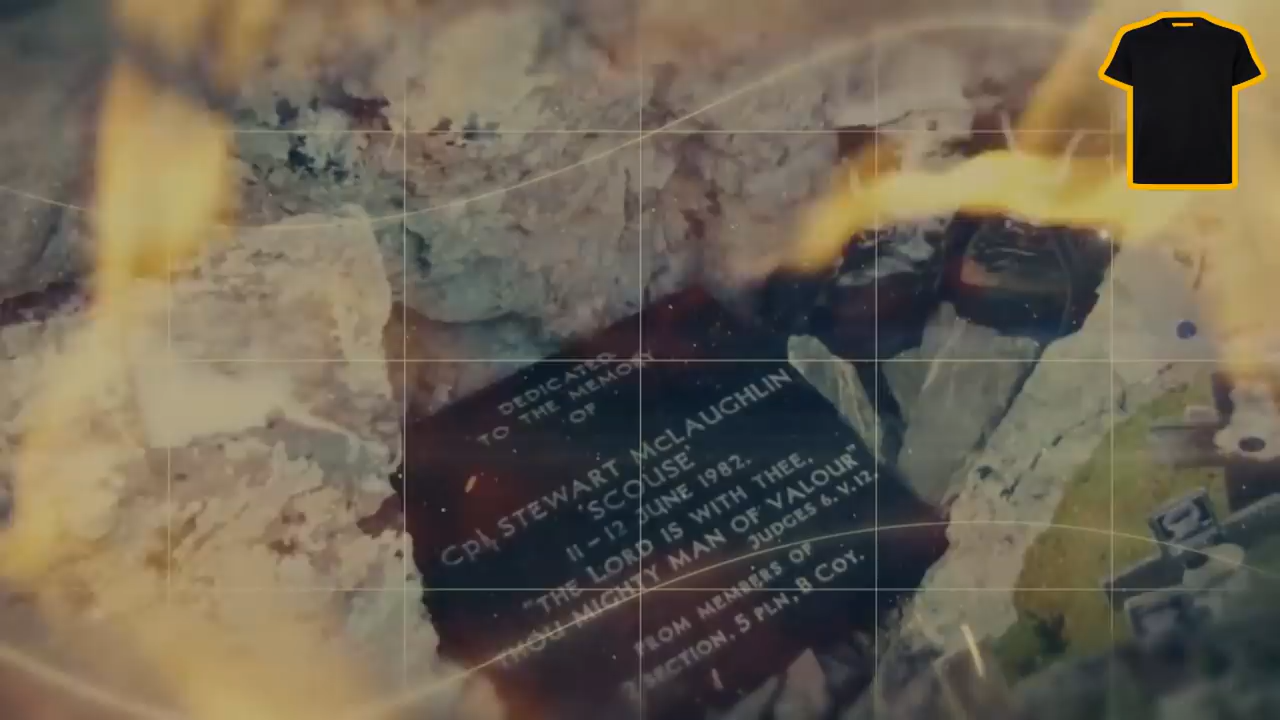 DEDICATED
TO THE MEMORY
OF
Cpl STEWART McLAUGHLIN
'SCOUSE'
11 – 12 JUNE 1982.
"THE LORD IS WITH THEE.
THOU MIGHTY MAN OF VALOUR"
JUDGES 6. V.12.
FROM MEMBERS OF
SECTION, 5 PLN, B COY.